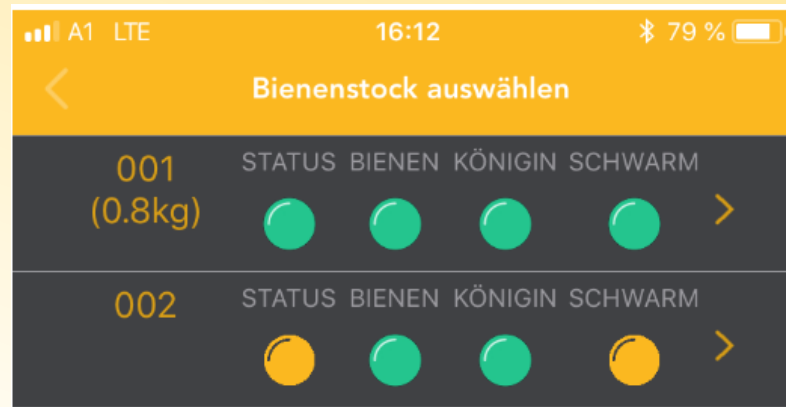 A1 LTE 16:12 79 %
Bienenstock auswählen
001 STATUS BIENEN KÖNIGIN SCHWARM
(0.8kg)
002 STATUS BIENEN KÖNIGIN SCHWARM